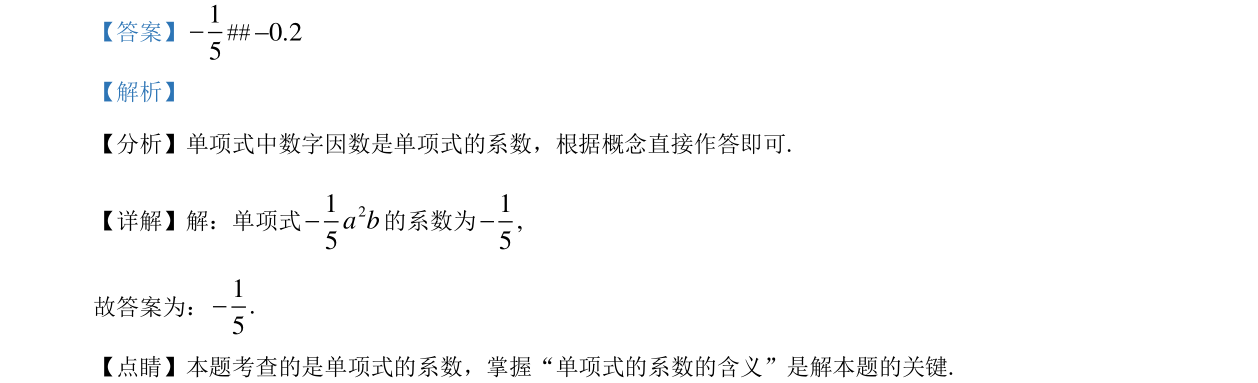 【答案】$-\frac{1}{5}$##$-0.2$
【解析】
【分析】单项式中数字因数是单项式的系数，根据概念直接作答即可.
【详解】解：单项式$-\frac{1}{5}a^2b$的系数为$-\frac{1}{5}$,
故答案为：$-\frac{1}{5}$.
【点睛】本题考查的是单项式的系数，掌握“单项式的系数的含义”是解本题的关键.